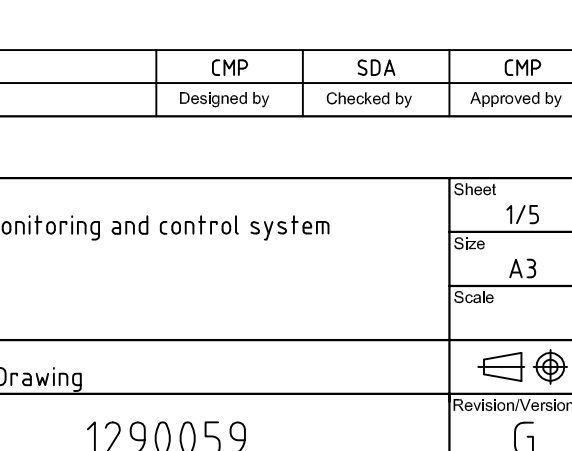 CMP SDA CMP
Designed by Checked by Approved by
Sheet
1/5
onitoring and control system
Size
A3
Scale
Drawing
Revision/Version
1290059 G